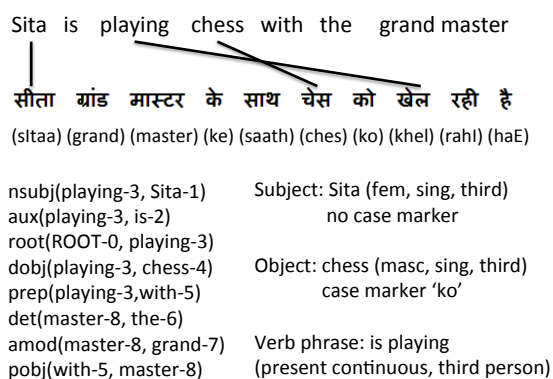 Sita is playing chess with the grand master
सीता ग्रांड मास्टर के साथ चेस को खेल रही है
(sItaa) (grand) (master) (ke) (saath) (ches) (ko) (khel) (rahI) (haE)
nsubj(playing-3, Sita-1)
aux(playing-3, is-2)
root(ROOT-0, playing-3)
dobj(playing-3, chess-4)
prep(playing-3,with-5)
det(master-8, the-6)
amod(master-8, grand-7)
pobj(with-5, master-8)
Subject: Sita (fem, sing, third)
no case marker
Object: chess (masc, sing, third)
case marker ‘ko’
Verb phrase: is playing
(present continuous, third person)